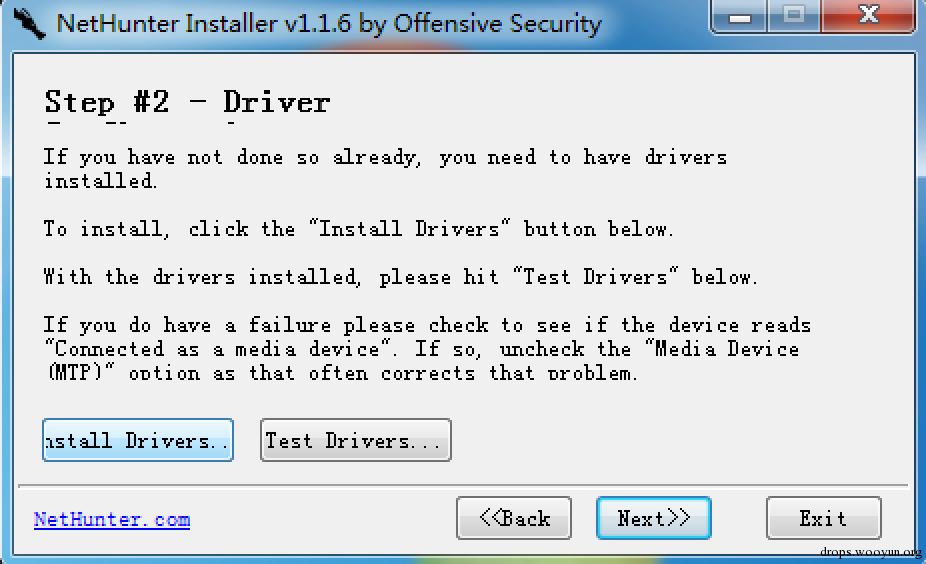 NetHunter Installer v1.1.6 by Offensive Security
Step #2 - Driver
If you have not done so already, you need to have drivers
installed.
To install, click the "Install Drivers" button below.
With the drivers installed, please hit "Test Drivers" below.
If you do have a failure please check to see if the device reads
"Connected as a media device". If so, uncheck the "Media Device
(MTP)" option as that often corrects that problem.
nstall Drivers.. Test Drivers...
NetHunter.com <<Back Next>> Exit
drops.wooyun.org